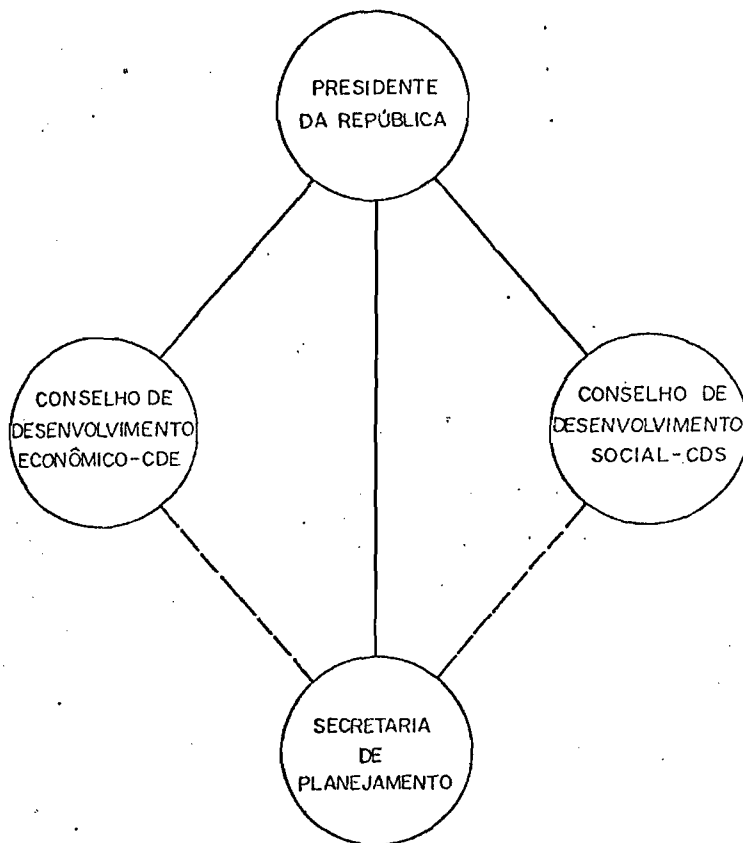 PRESIDENTE
DA REPÚBLICA
CONSELHO DE
DESENVOLVIMENTO
ECONÔMICO-CDE
CONSELHO DE
DESENVOLVIMENTO
SOCIAL-CDS
SECRETARIA
DE
PLANEJAMENTO